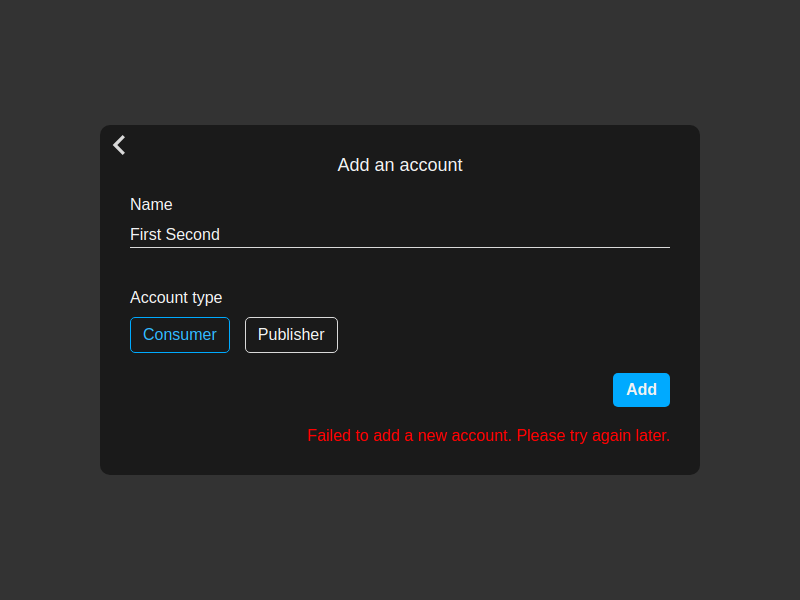 Add an account
Name
First Second
Account type
Consumer Publisher
Add
Failed to add a new account. Please try again later.